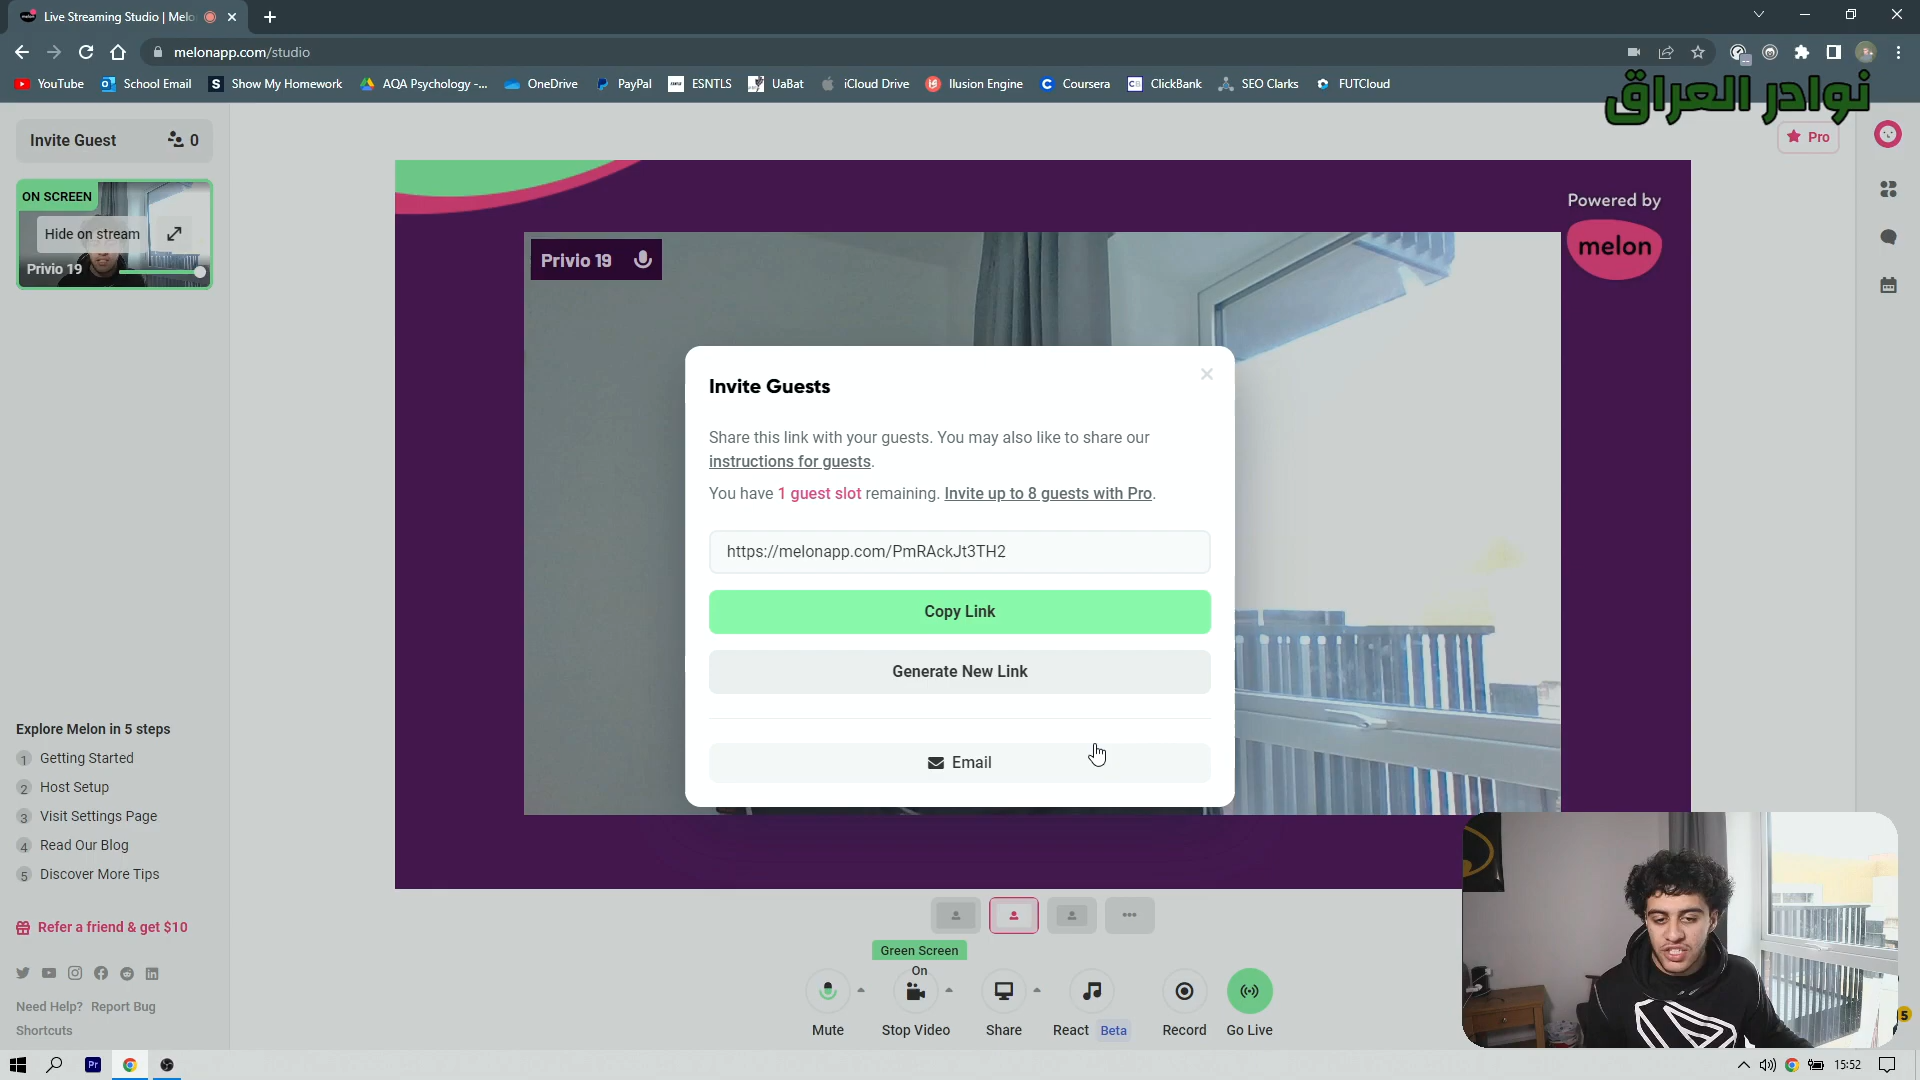 Live Streaming Studio | Melo
melonapp.com/studio
YouTube
School Email
S Show My Homework
AQA Psychology -...
OneDrive
PayPal
ESNTLS
UaBat
iCloud Drive
Ilusion Engine
Coursera
ClickBank
SEO Clarks
FUTCloud
نوادر العراق
Invite Guest 0
Pro
ON SCREEN
Hide on stream
Privio 19
Powered by
melon
Privio 19
Invite Guests
Share this link with your guests. You may also like to share our
instructions for guests.
You have 1 guest slot remaining. Invite up to 8 guests with Pro.
https://melonapp.com/PmRAckJt3TH2
Copy Link
Generate New Link
Email
Explore Melon in 5 steps
1 Getting Started
2 Host Setup
3 Visit Settings Page
4 Read Our Blog
5 Discover More Tips
Refer a friend & get $10
Need Help? Report Bug
Shortcuts
Green Screen
On
Mute
Stop Video
Share
React Beta
Record
Go Live
5
Pr
15:52